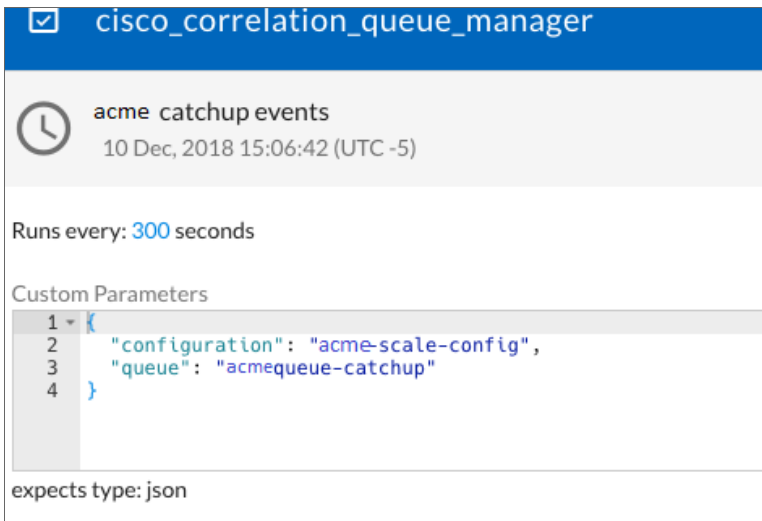 cisco_correlation_queue_manager
acme catchup events
10 Dec, 2018 15:06:42 (UTC -5)
Runs every: 300 seconds
Custom Parameters
1 {
2 "configuration": "acme-scale-config",
3 "queue": "acmequeue-catchup"
4 }
expects type: json